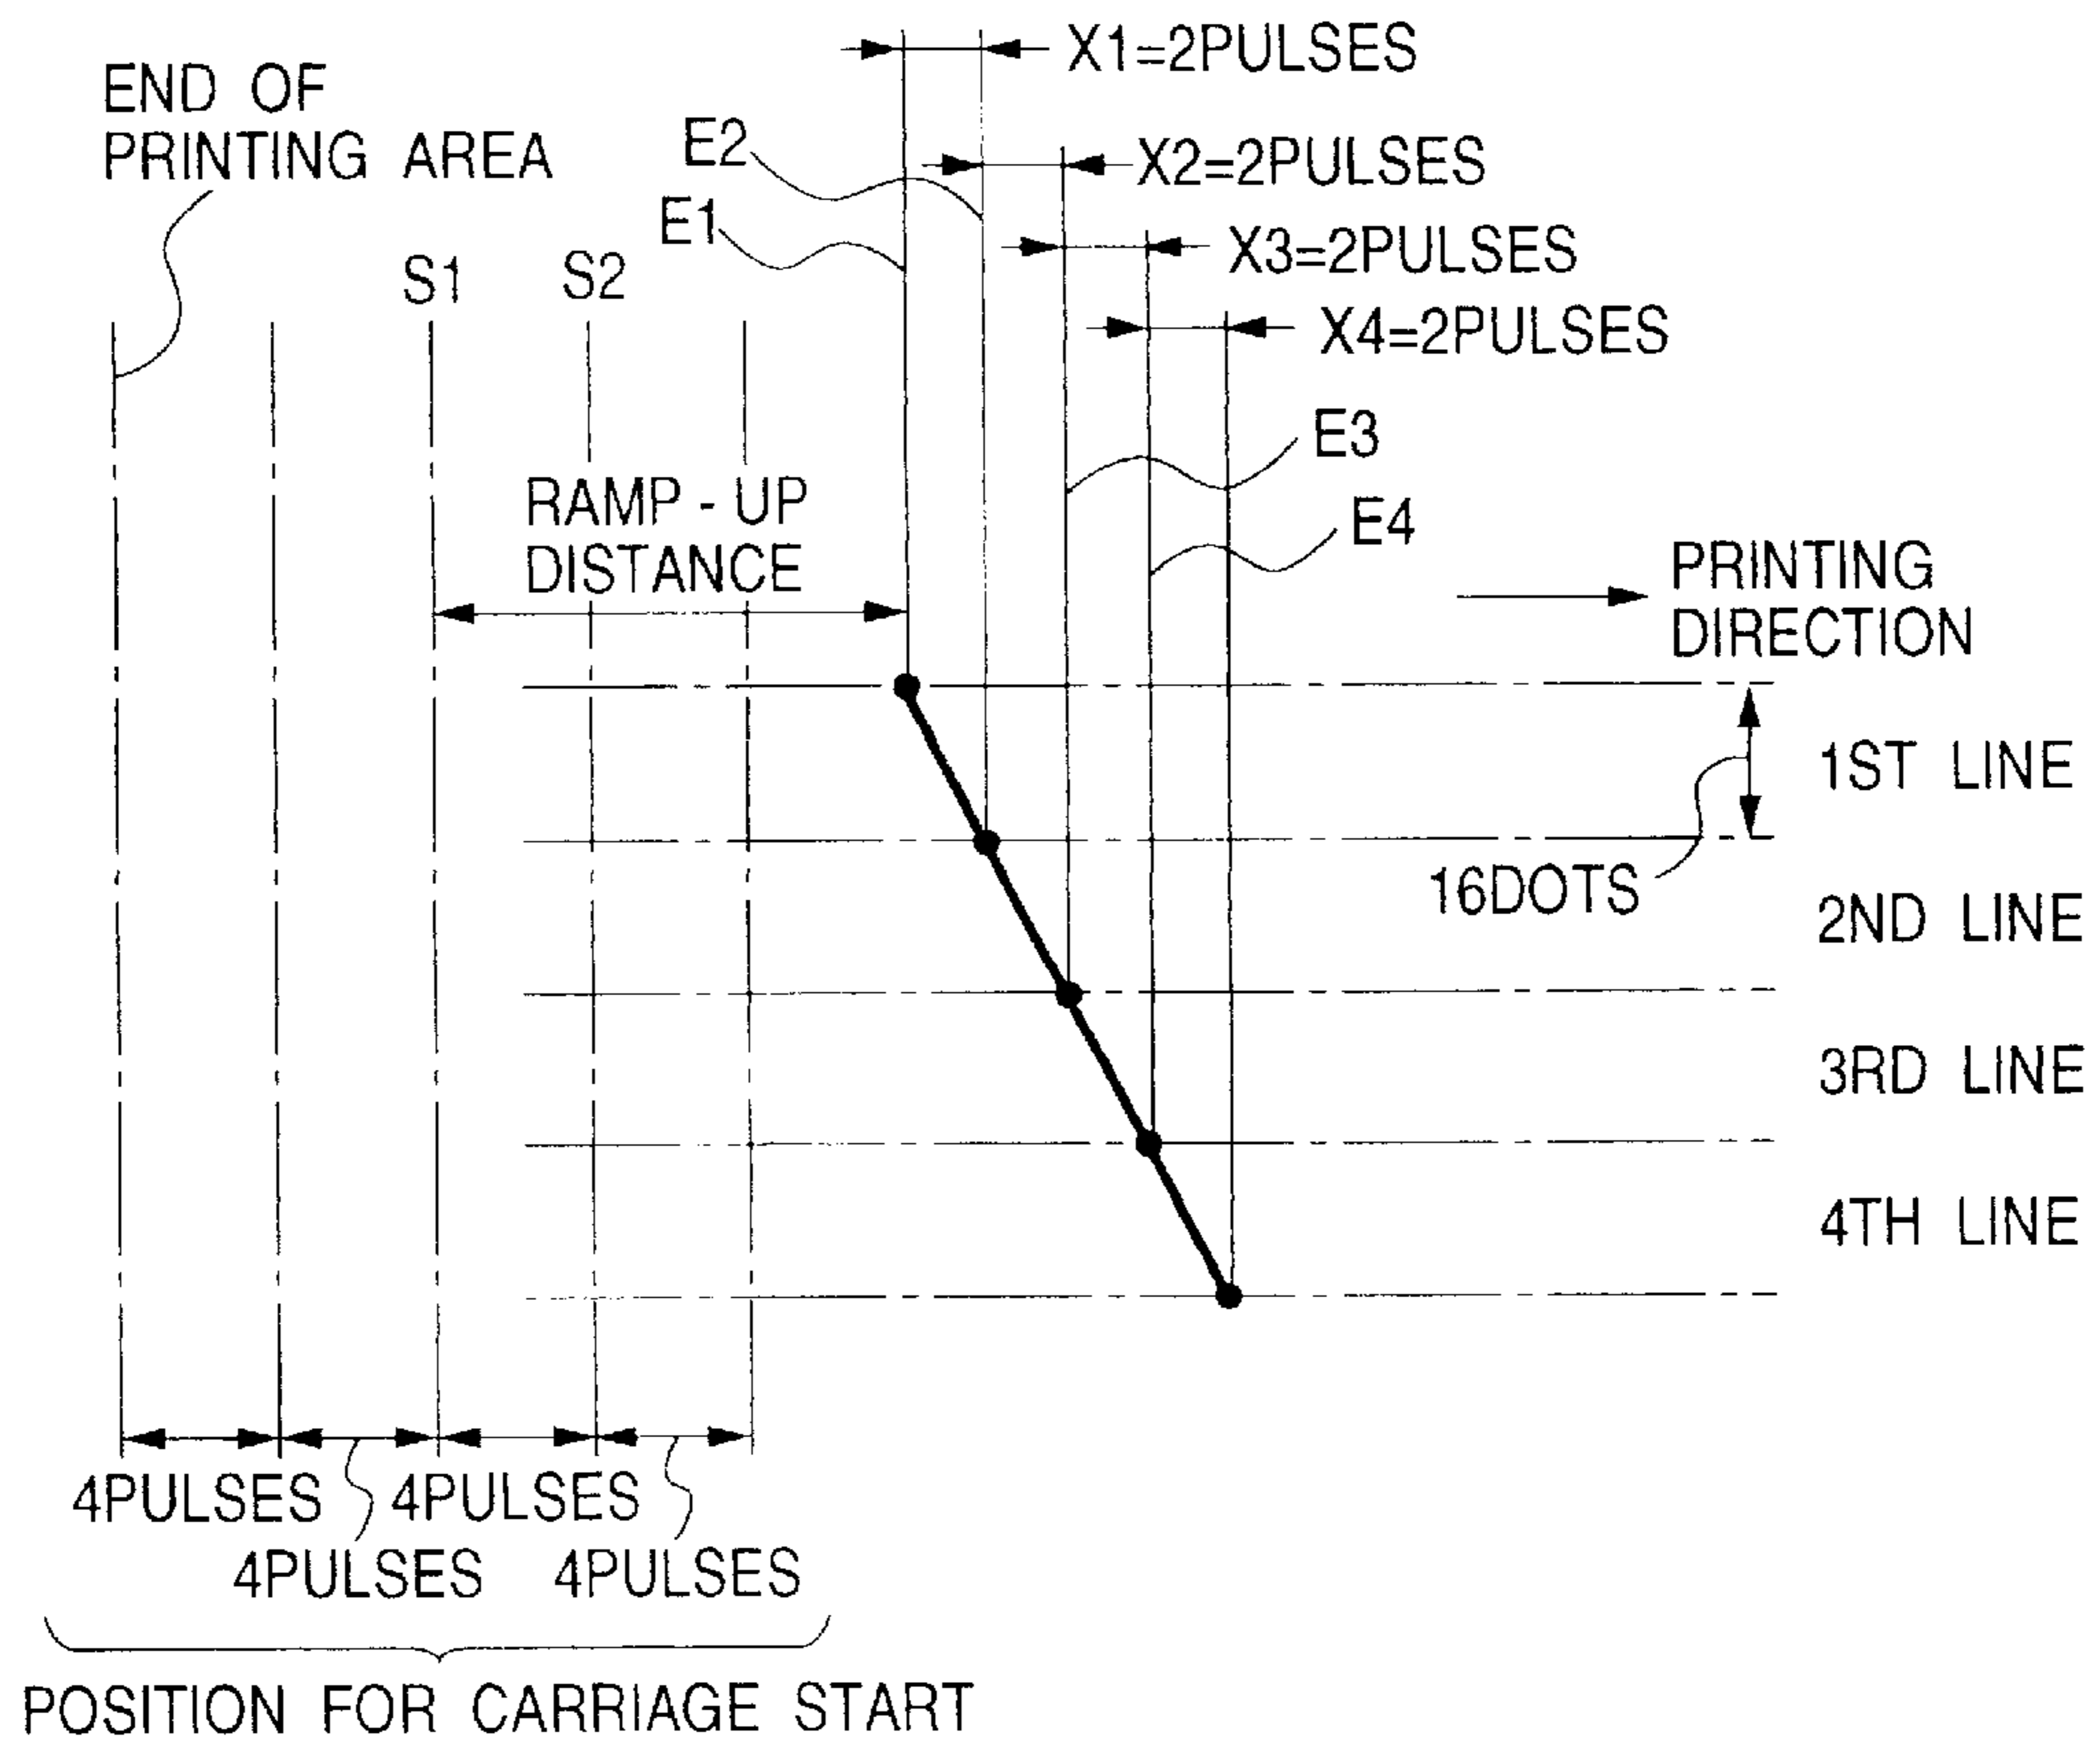 X1=2PULSES
END OF
PRINTING AREA
E2
X2=2PULSES
E1
X3=2PULSES
S1
S2
X4=2PULSES
E3
RAMP - UP
DISTANCE
E4
PRINTING
DIRECTION
1ST LINE
16DOTS
2ND LINE
3RD LINE
4TH LINE
4PULSES
4PULSES
4PULSES
4PULSES
POSITION FOR CARRIAGE START